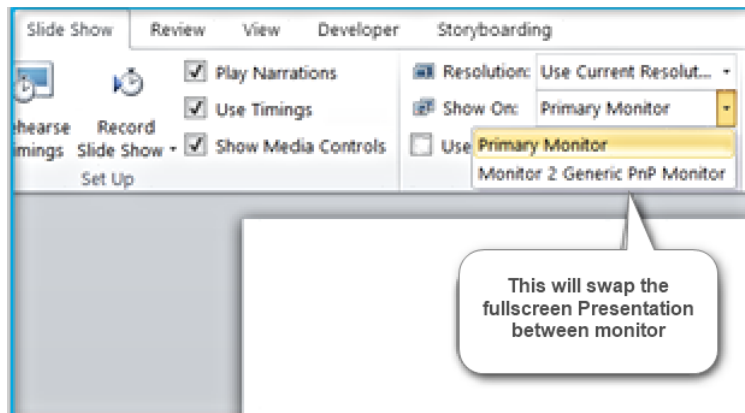 Slide Show Review View Developer Storyboarding
Play Narrations
Use Timings
Show Media Controls
ehearse
imings
Record
Slide Show
Set Up
Resolution: Use Current Resolut...
Show On: Primary Monitor
Use
Primary Monitor
Monitor 2 Generic PnP Monitor
This will swap the
fullscreen Presentation
between monitor